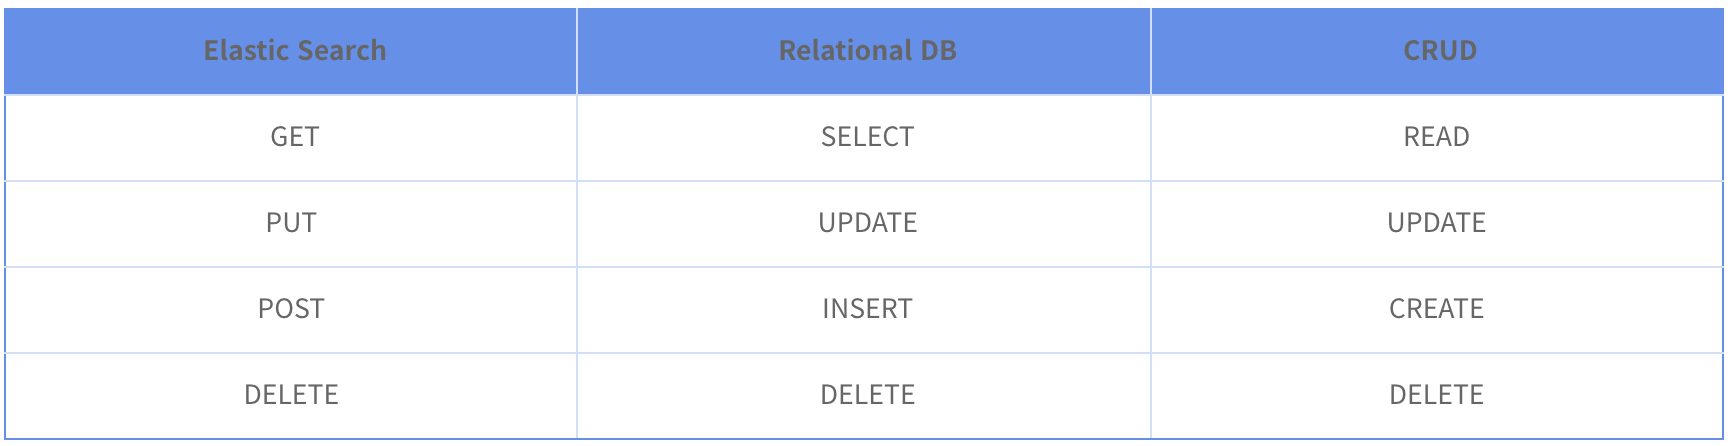 Elastic Search Relational DB CRUD
GET SELECT READ
PUT UPDATE UPDATE
POST INSERT CREATE
DELETE DELETE DELETE